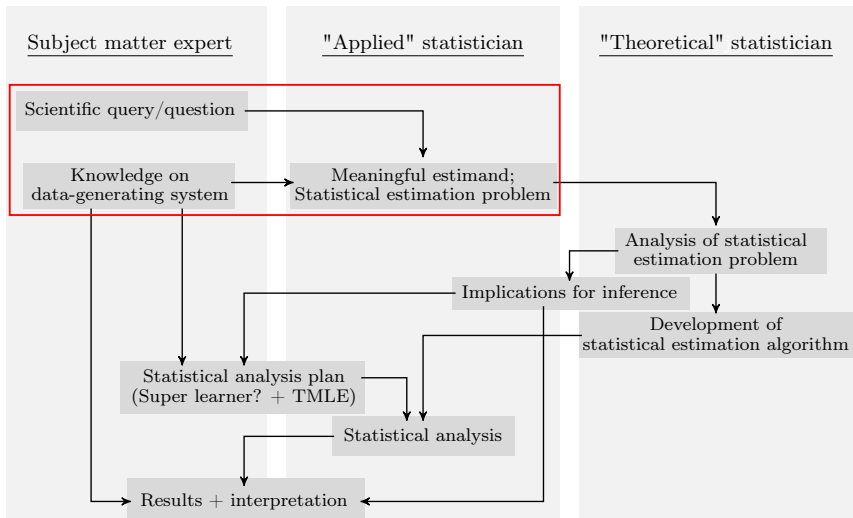 Subject matter expert
"Applied" statistician
"Theoretical" statistician
Scientific query/question
Knowledge on
data-generating system
Meaningful estimand;
Statistical estimation problem
Analysis of statistical
estimation problem
Implications for inference
Development of
statistical estimation algorithm
Statistical analysis plan
(Super learner? + TMLE)
Statistical analysis
Results + interpretation